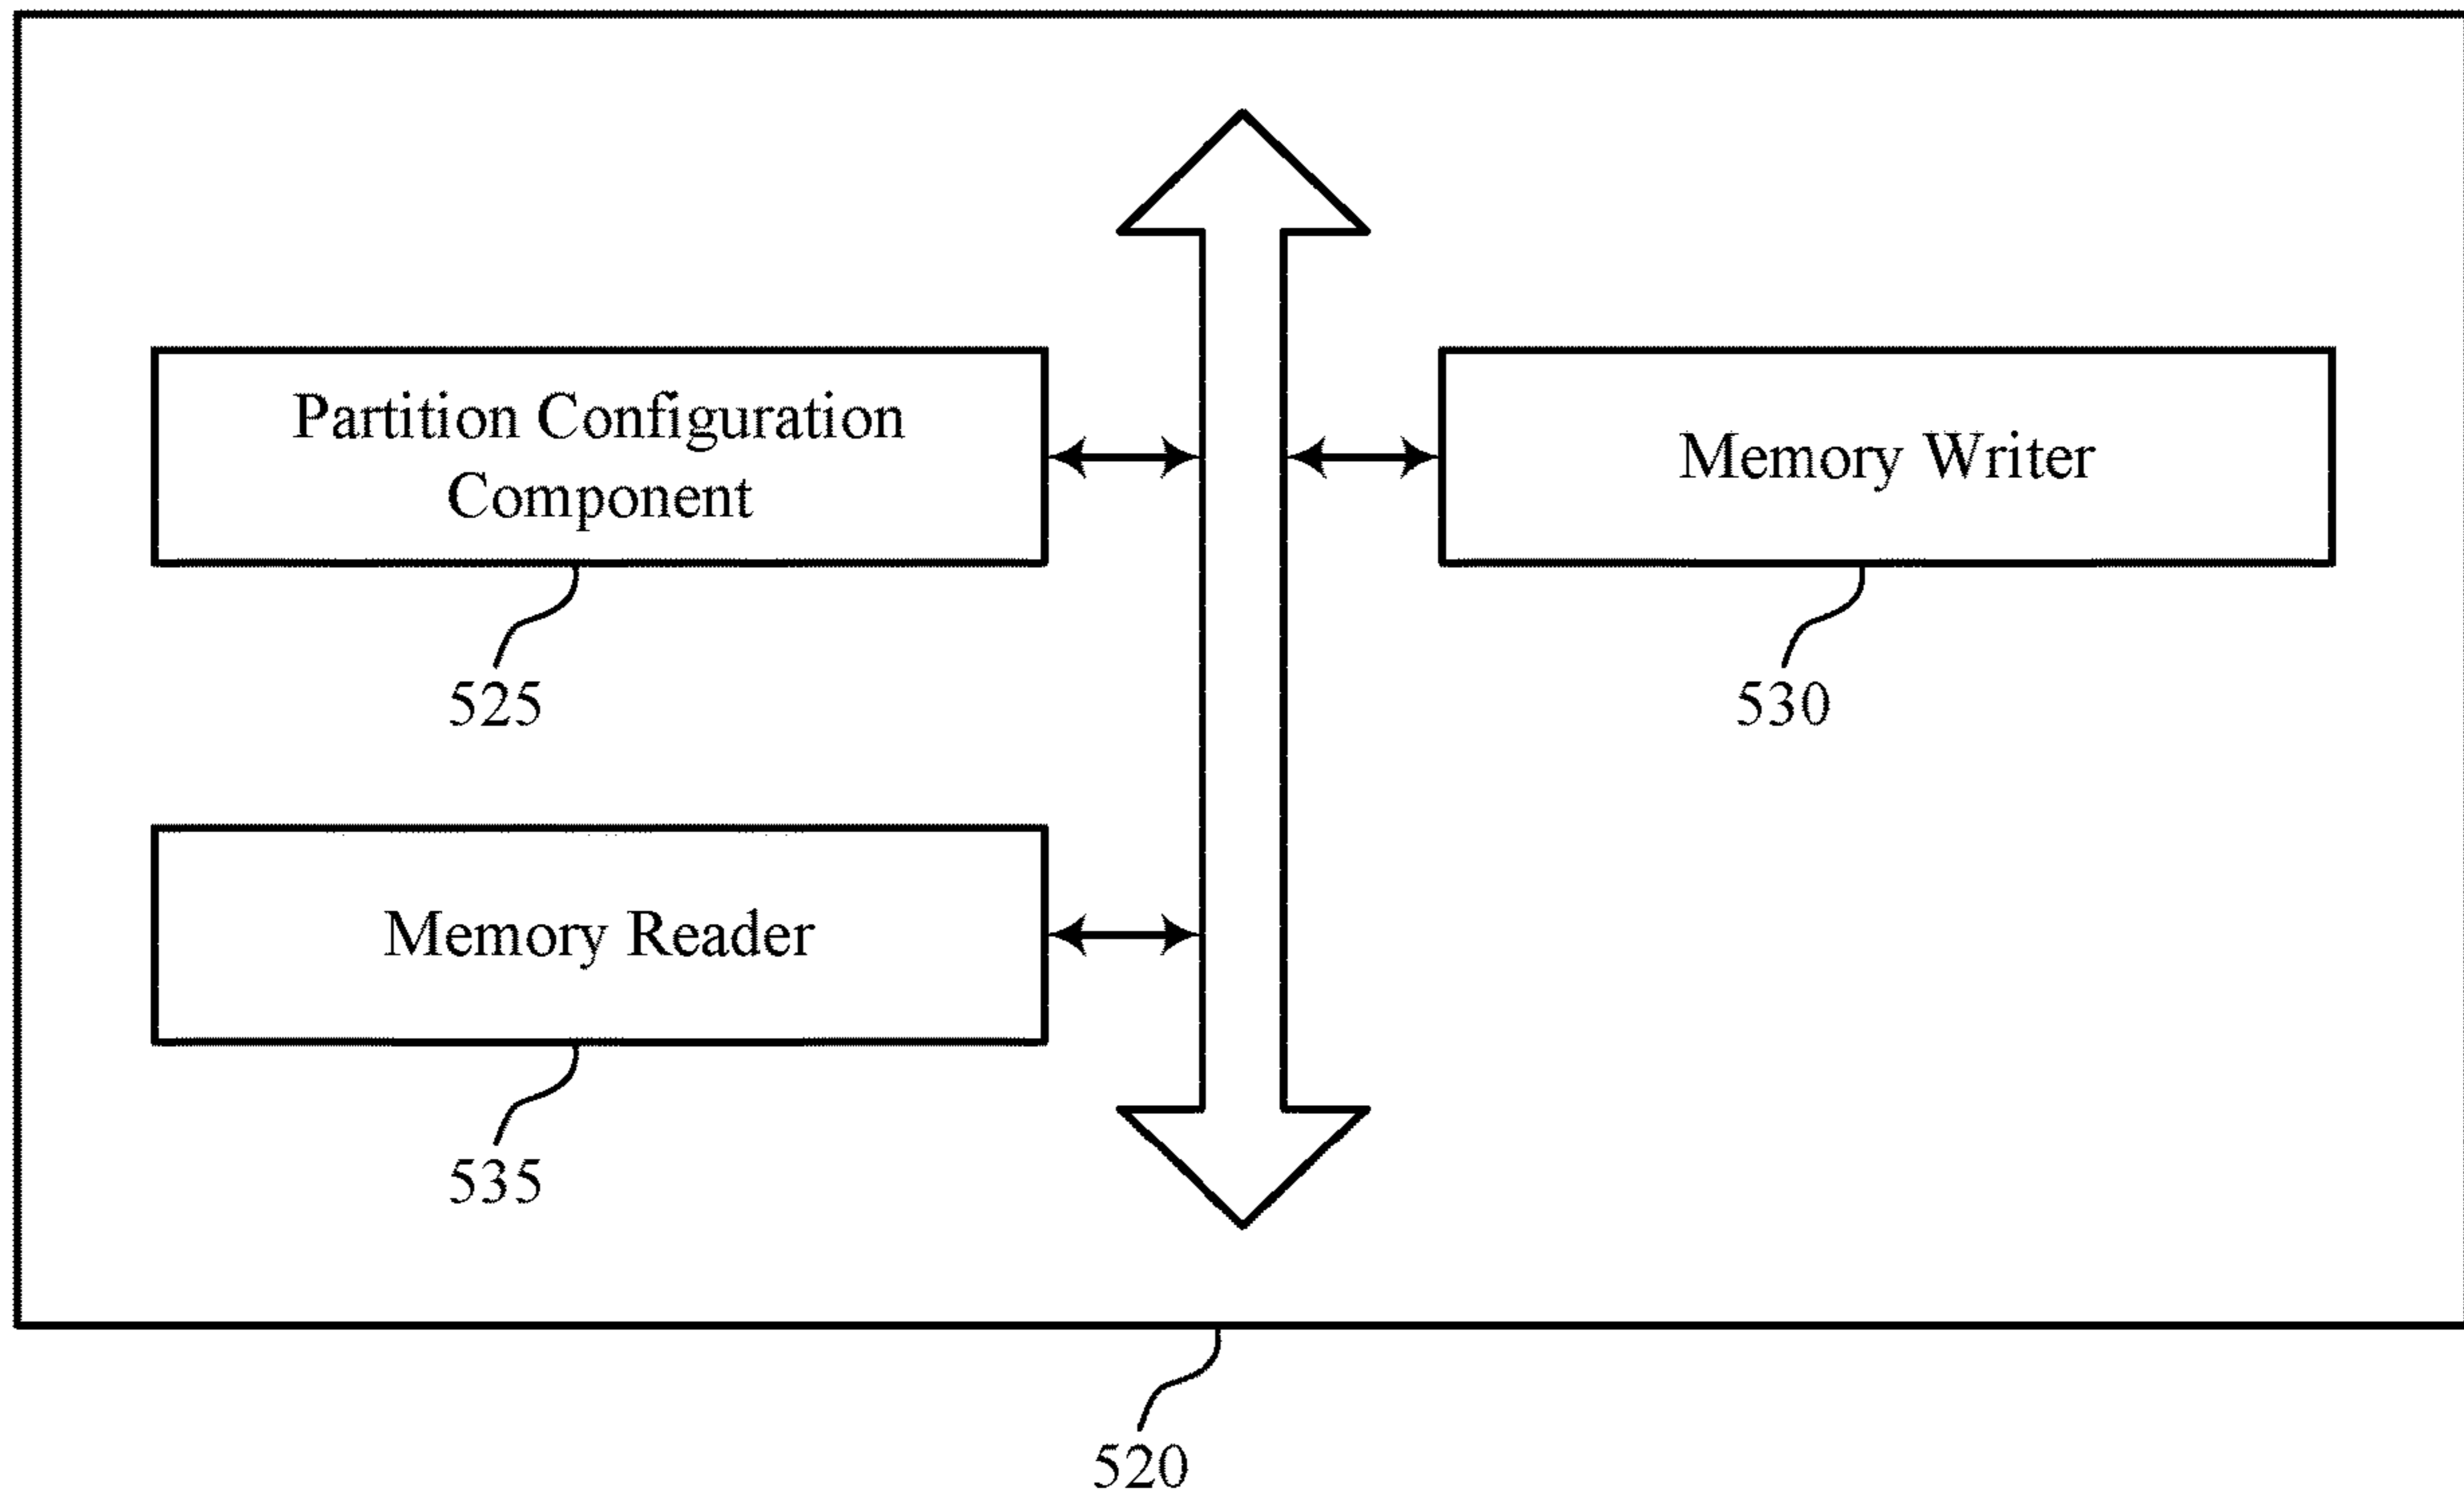 Partition Configuration
Component
Memory Writer
525
530
Memory Reader
535
520